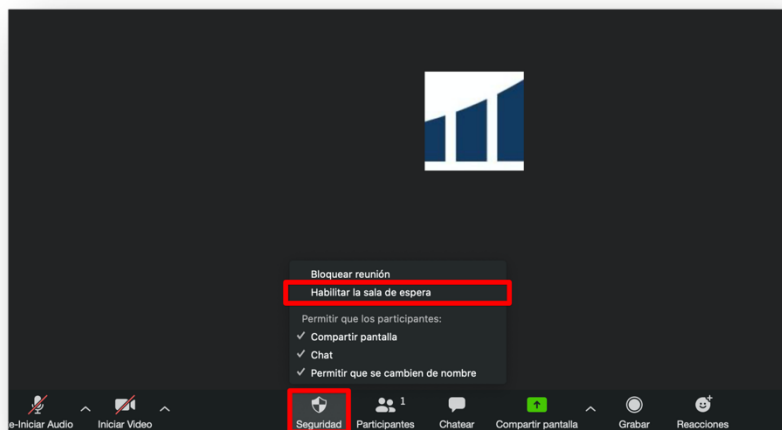 Bloquear reunión
Habilitar la sala de espera
Permitir que los participantes:
Compartir pantalla
Chat
Permitir que se cambien de nombre
1
e-Iniciar Audio Iniciar Video Seguridad Participantes Chatear Compartir pantalla Grabar Reacciones